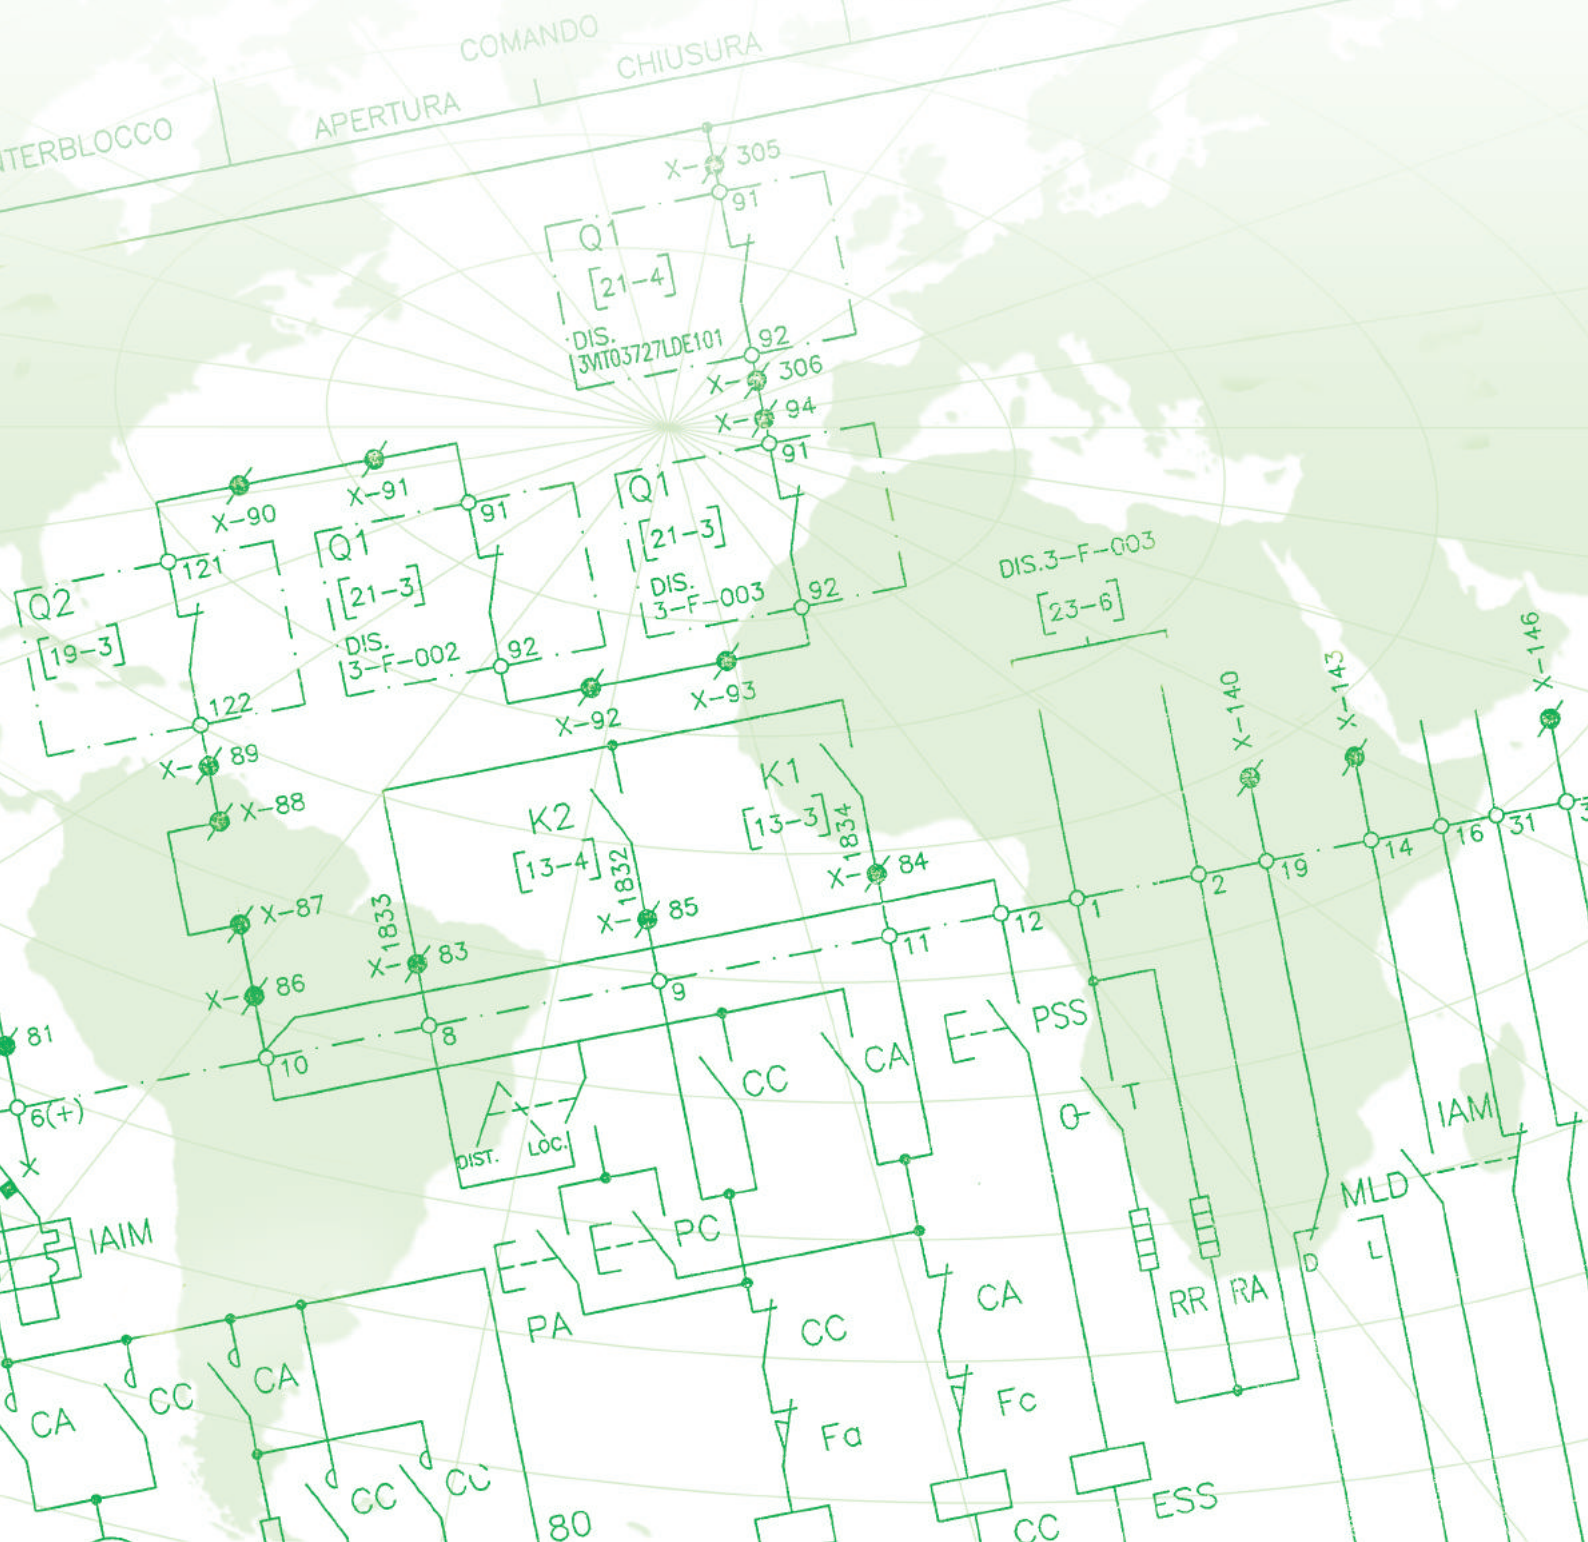 COMANDO
CHIUSURA
APERTURA
NTERBLOCCO
X- 305
91
Q1
[21-4]
DIS.
3VIT03727LDE101
92
X- 306
X- 94
91
Q1
[21-3]
DIS.
3-F-003
92
X-93
X-92
X-90
X-91
91
Q1
[21-3]
DIS.
3-F-002
92
121
Q2
[19-3]
122
X- 89
X-88
X-87
X- 86
10
DIS.3-F-003
[23-6]
X-140
X-143
X-146
K1
[13-3]
1834
X- 84
K2
[13-4]
1832
X- 85
1833
X- 83
8
9
11
12
1
2
19
14
16
31
81
6(+)
IAIM
DIST.
LOC.
CC
CA
PSS
T
IAM
MLD
D
L
RR
RA
PC
PA
CC
CA
Fa
Fc
CC
ESS
CA
CC
CA
CC
80